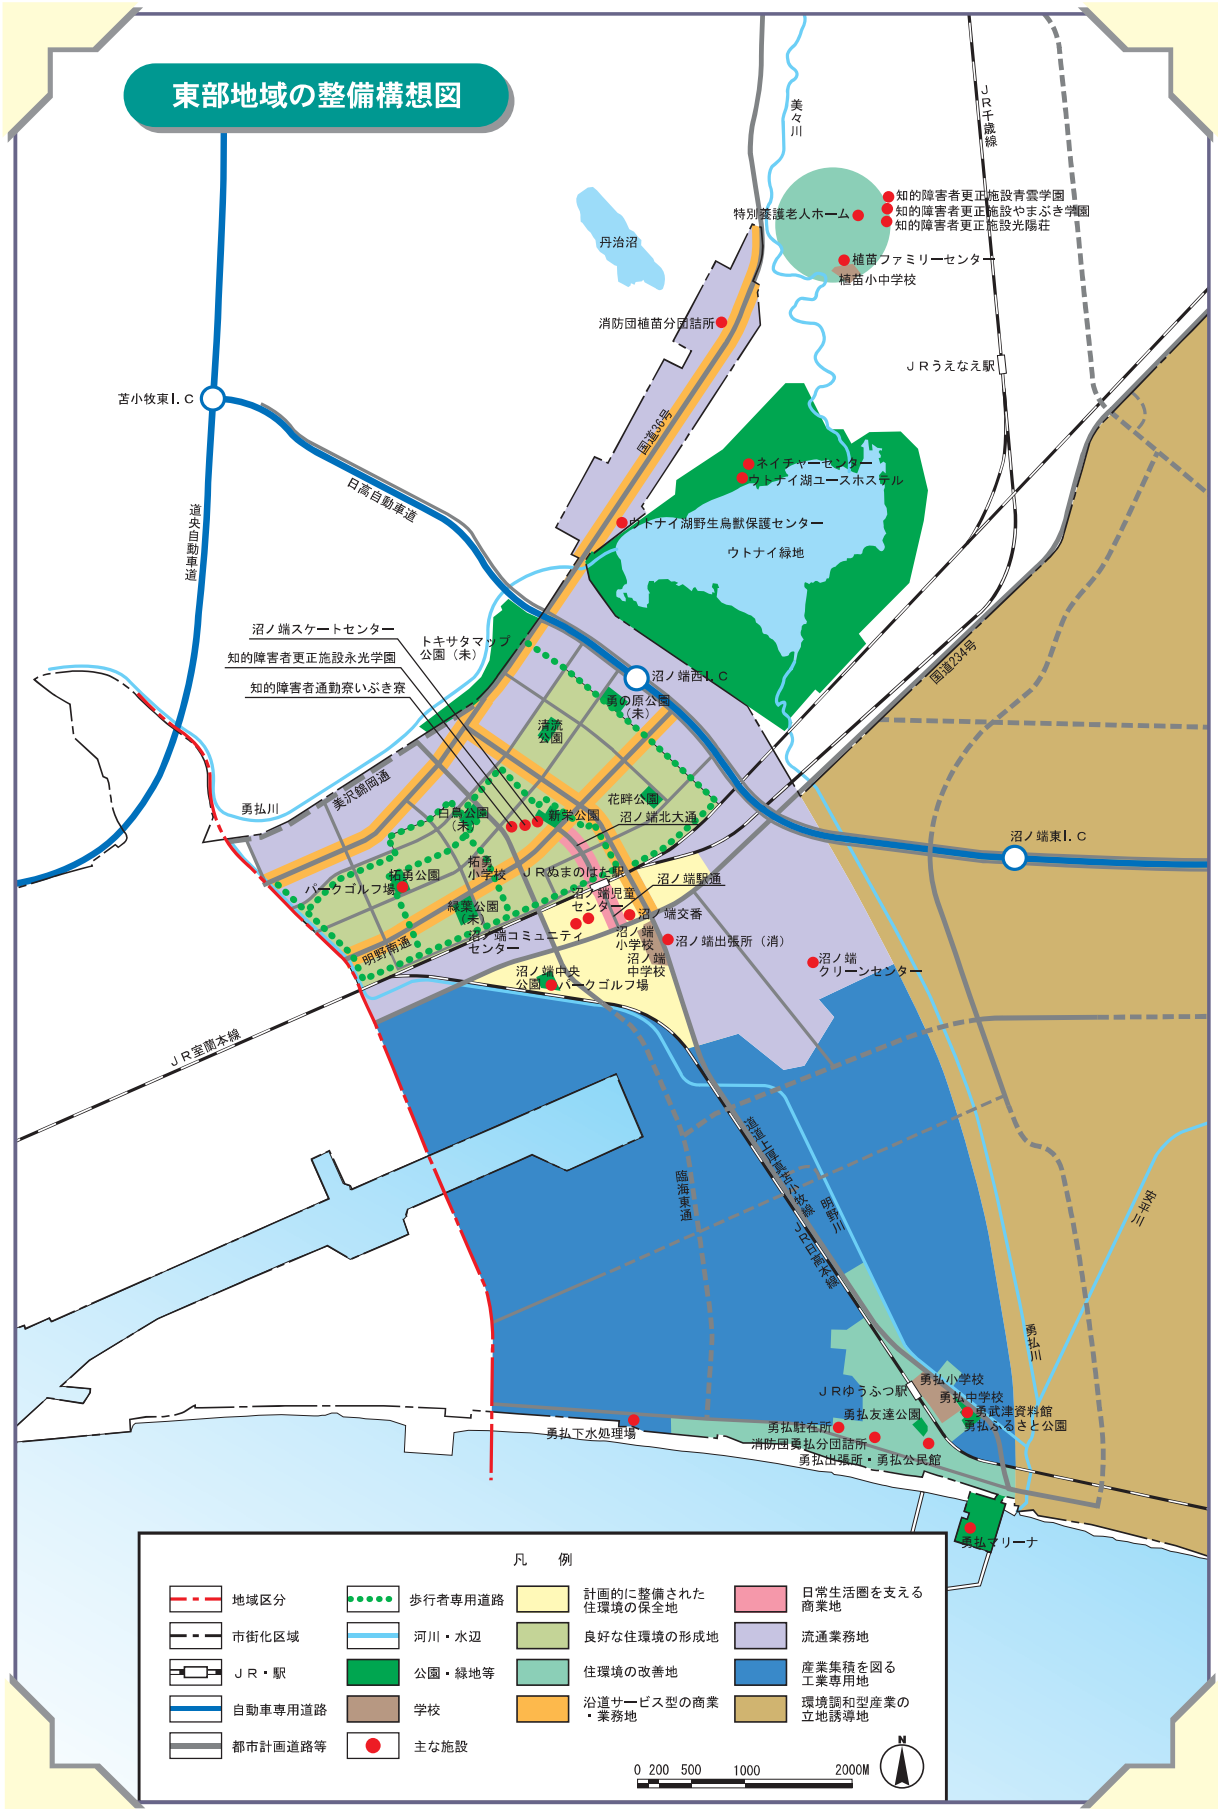 東部地域の整備構想図
美々川
JR千歳線
知的障害者更正施設青雲学園
知的障害者更正施設やまぶき学園
知的障害者更正施設光陽荘
特別養護老人ホーム
植苗ファミリーセンター
植苗小中学校
丹治沼
消防団植苗分団詰所
JRうえなえ駅
苫小牧東I.C
国道36号
日高自動車道
道央自動車道
ネイチャーセンター
ウトナイ湖ユースホステル
ウトナイ湖野生鳥獣保護センター
ウトナイ緑地
沼ノ端スケートセンター
知的障害者更正施設永光学園
知的障害者通勤寮いぶき寮
トキサタマップ
公園(未)
国道234号
沼ノ端西I.C
勇の原公園
(未)
清流
公園
美沢錦岡通
勇払川
花畔公園
白鳥公園
(未)
新栄公園
沼ノ端北大通
沼ノ端東I.C
拓勇
小学校
JRぬまのはた駅
拓勇公園
パークゴルフ場
沼ノ端駅通
沼ノ端児童
センター
緑葉公園
(未)
沼ノ端交番
沼ノ端コミュニティ
センター
沼ノ端
小学校
沼ノ端出張所(消)
明野南通
沼ノ端
中学校
沼ノ端
クリーンセンター
沼ノ端中央
公園
パークゴルフ場
JR室蘭本線
道道上厚真苫小牧線
JR日高本線
明野川
臨海東通
安平川
勇払川
勇払小学校
JRゆうふつ駅
勇払中学校
勇武津資料館
勇払ふるさと公園
勇払友達公園
勇払駐在所
勇払下水処理場
消防団勇払分団詰所
勇払出張所・勇払公民館
勇払マリーナ
凡 例
地域区分
市街化区域
JR・駅
自動車専用道路
都市計画道路等
歩行者専用道路
河川・水辺
公園・緑地等
学校
主な施設
計画的に整備された
住環境の保全地
良好な住環境の形成地
住環境の改善地
沿道サービス型の商業
・業務地
日常生活圏を支える
商業地
流通業務地
産業集積を図る
工業専用地
環境調和型産業の
立地誘導地
0 200 500 1000 2000M
N